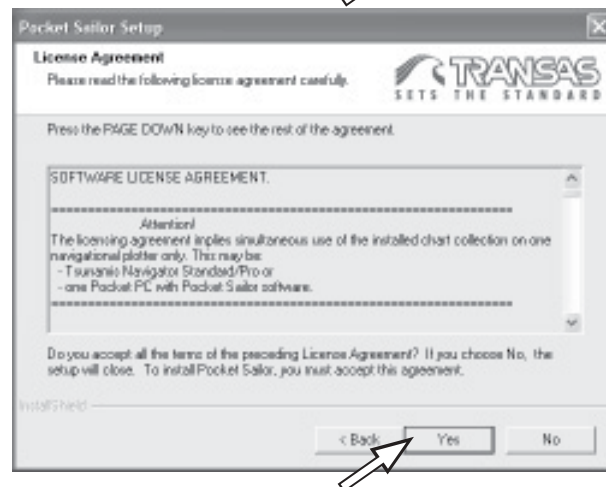 Pocket Sailor Setup
License Agreement
Please read the following license agreement carefully.
TRANSAS
SETS THE STANDARD
Press the PAGE DOWN key to see the rest of the agreement.
SOFTWARE LICENSE AGREEMENT.
==================================================
Attention!
The licensing agreement implies simultaneous use of the installed chart collection on one
navigational plotter only. This may be:
- Tsunamis Navigator Standard/Pro or
- one Pocket PC with Pocket Sailor software.
==================================================
Do you accept all the terms of the preceding License Agreement? If you choose No, the
setup will close. To install Pocket Sailor, you must accept this agreement.
InstallShield
< Back
Yes
No